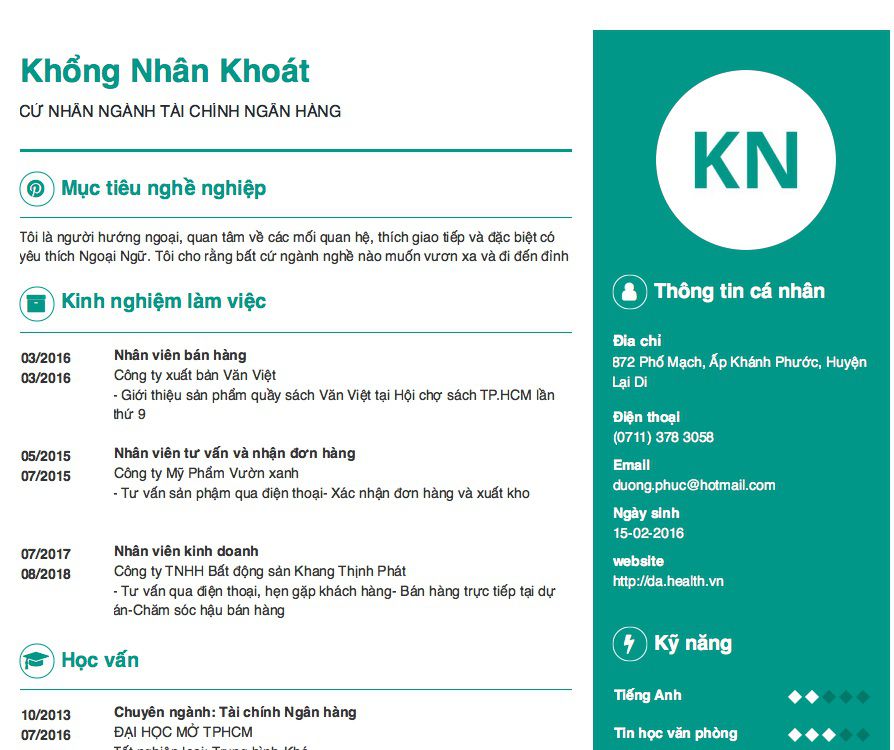 Khổng Nhân Khoát
CỬ NHÂN NGÀNH TÀI CHÍNH NGÂN HÀNG
Mục tiêu nghề nghiệp
Tôi là người hướng ngoại, quan tâm về các mối quan hệ, thích giao tiếp và đặc biệt có
yêu thích Ngoại Ngữ. Tôi cho rằng bất cứ ngành nghề nào muốn vươn xa và đi đến đỉnh
Kinh nghiệm làm việc
03/2016
03/2016
Nhân viên bán hàng
Công ty xuất bản Văn Việt
- Giới thiệu sản phẩm quầy sách Văn Việt tại Hội chợ sách TP.HCM lần
thứ 9
05/2015
07/2015
Nhân viên tư vấn và nhận đơn hàng
Công ty Mỹ Phẩm Vườn xanh
- Tư vấn sản phậm qua điện thoại- Xác nhận đơn hàng và xuất kho
07/2017
08/2018
Nhân viên kinh doanh
Công ty TNHH Bất động sản Khang Thịnh Phát
- Tư vấn qua điện thoại, hẹn gặp khách hàng- Bán hàng trực tiếp tại dự
án-Chăm sóc hậu bán hàng
Học vấn
10/2013
07/2016
Chuyên ngành: Tài chính Ngân hàng
ĐẠI HỌC MỞ TPHCM
KN
Thông tin cá nhân
Địa chỉ
872 Phố Mạch, Ấp Khánh Phước, Huyện
Lại Di
Điện thoại
(0711) 378 3058
Email
duong.phuc@hotmail.com
Ngày sinh
15-02-2016
website
http://da.health.vn
Kỹ năng
Tiếng Anh
Tin học văn phòng